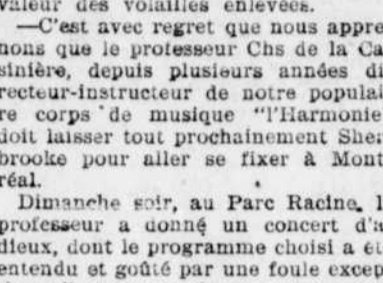 valeur des volailles enlevées.
—C'est avec regret que nous appre
nons que le professeur Chs de la Ca
sinière, depuis plusieurs années di
recteur-instructeur de notre populai
re corps de musique "l'Harmonie
doit laisser tout prochainement Sher
brooke pour aller se fixer à Mont
réal.
Dimanche soir, au Parc Racine, l
professeur a donné un concert d'a
dieux, dont le programme choisi a ét
entendu et goûté par une foule excep